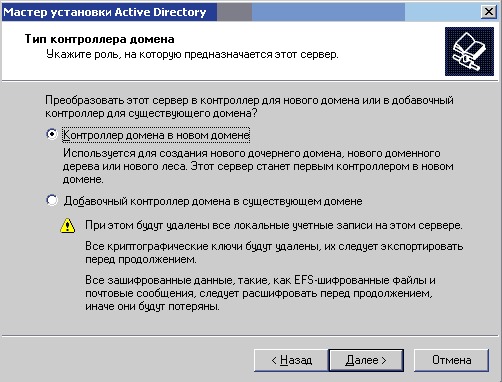 Мастер установки Active Directory
Тип контроллера домена
Укажите роль, на которую предназначается этот сервер.
Преобразовать этот сервер в контроллер для нового домена или в добавочный
контроллер для существующего домена?
Контроллер домена в новом домене
Используется для создания нового дочернего домена, нового доменного
дерева или нового леса. Этот сервер станет первым контроллером в новом
домене.
Добавочный контроллер домена в существующем домене
При этом будут удалены все локальные учетные записи на этом сервере.
Все криптографические ключи будут удалены, их следует экспортировать
перед продолжением.
Все зашифрованные данные, такие, как EFS-шифрованные файлы и
почтовые сообщения, следует расшифровать перед продолжением,
иначе они будут потеряны.
< Назад Далее > Отмена